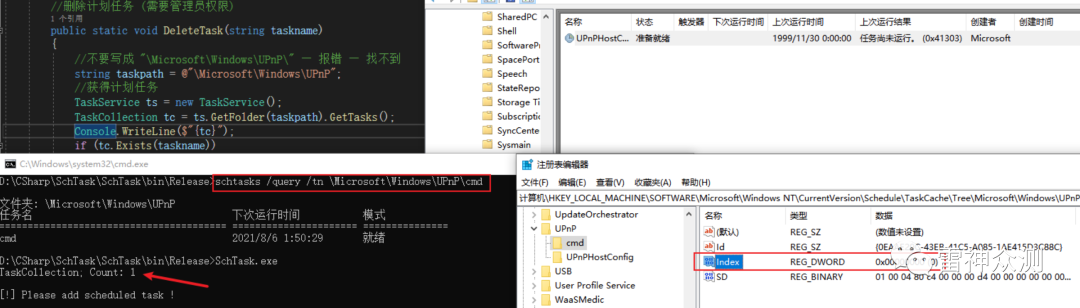 //删除计划任务 (需要管理员权限)
1 个引用
public static void DeleteTask(string taskname)
{
//不要写成 "\Microsoft\Windows\UPnP\" — 报错 — 找不到
string taskpath = @"\Microsoft\Windows\UPnP";
//获得计划任务
TaskService ts = new TaskService();
TaskCollection tc = ts.GetFolder(taskpath).GetTasks();
Console.WriteLine($"{tc}");
if (tc.Exists(taskname))
SharedPC
Shell
SoftwarePr
SpacePort
Speech
StateRepo
Storage Ti
Subscripti
SyncCente
Sysmain
名称 状态 触发器 下次运行时间 上次运行时间 上次运行结果 创建者 创建时间
UPnPHostC... 准备就绪 1999/11/30 0:00:00 任务尚未运行。 (0x41303) Microsoft
C:\Windows\system32\cmd.exe
D:\CSharp\SchTask\SchTask\bin\Release>schtasks /query /tn \Microsoft\Windows\UPnP\cmd
文件夹: \Microsoft\Windows\UPnP
任务名 下次运行时间 模式
cmd 2021/8/6 1:50:29 就绪
D:\CSharp\SchTask\SchTask\bin\Release>SchTask.exe
TaskCollection; Count: 1
[!] Please add scheduled task !
注册表编辑器
文件(F) 编辑(E) 查看(V) 收藏夹(A) 帮助(H)
计算机\HKEY_LOCAL_MACHINE\SOFTWARE\Microsoft\Windows NT\CurrentVersion\Schedule\TaskCache\Tree\Microsoft\Windows\UPnP
UpdateOrchestrator
UPnP
cmd
UPnPHostConfig
USB
User Profile Service
WaaSMedic
名称 类型 数据
(默认) REG_SZ (数值未设置)
Id REG_SZ
Index REG_DWORD
SD REG_BINARY 01 00 04 80 c4 00 00 00 d4 00 00 00 00 00 00 00...
雷神众测